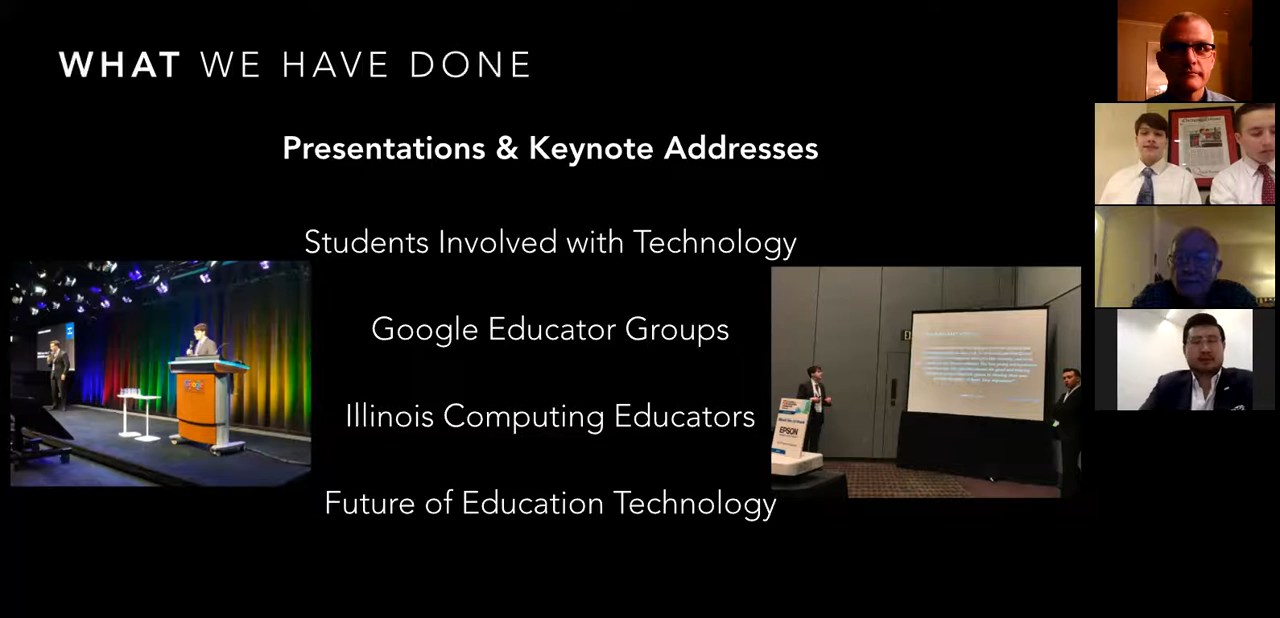 WHAT WE HAVE DONE
Presentations & Keynote Addresses
Students Involved with Technology
Google Educator Groups
Illinois Computing Educators
Future of Education Technology
Google
EPSON